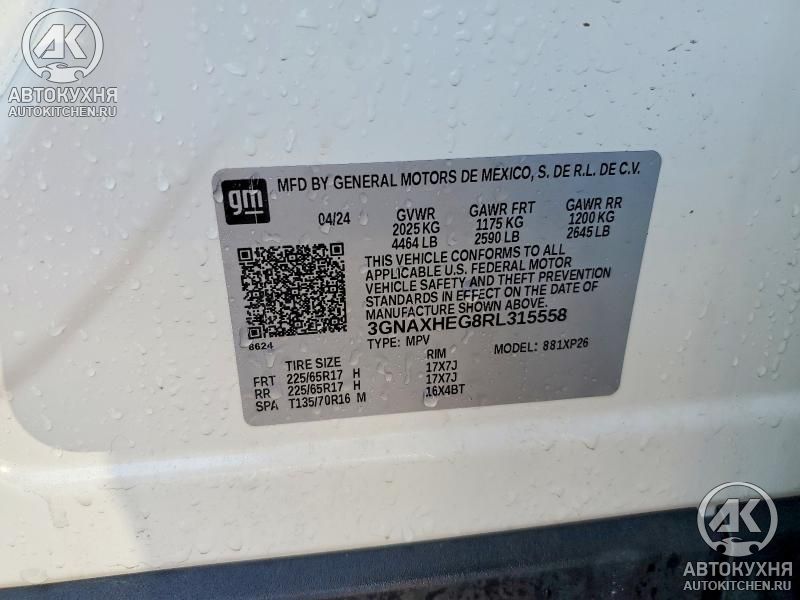 AK
АВТОКУХНЯ
AUTOKITCHEN.RU
gm
MFD BY GENERAL MOTORS DE MEXICO, S. DE R.L. DE C.V.
04/24
GVWR GAWR FRT GAWR RR
2025 KG 1175 KG 1200 KG
4464 LB 2590 LB 2645 LB
THIS VEHICLE CONFORMS TO ALL
APPLICABLE U.S. FEDERAL MOTOR
VEHICLE SAFETY AND THEFT PREVENTION
STANDARDS IN EFFECT ON THE DATE OF
MANUFACTURE SHOWN ABOVE.
3GNAXHEG8RL315558
8624
TYPE: MPV MODEL: 881XP26
TIRE SIZE RIM
FRT 225/65R17 H 17X7J
RR 225/65R17 H 17X7J
SPA T135/70R16 M 16X4BT
AK
АВТОКУХНЯ
AUTOKITCHEN.RU